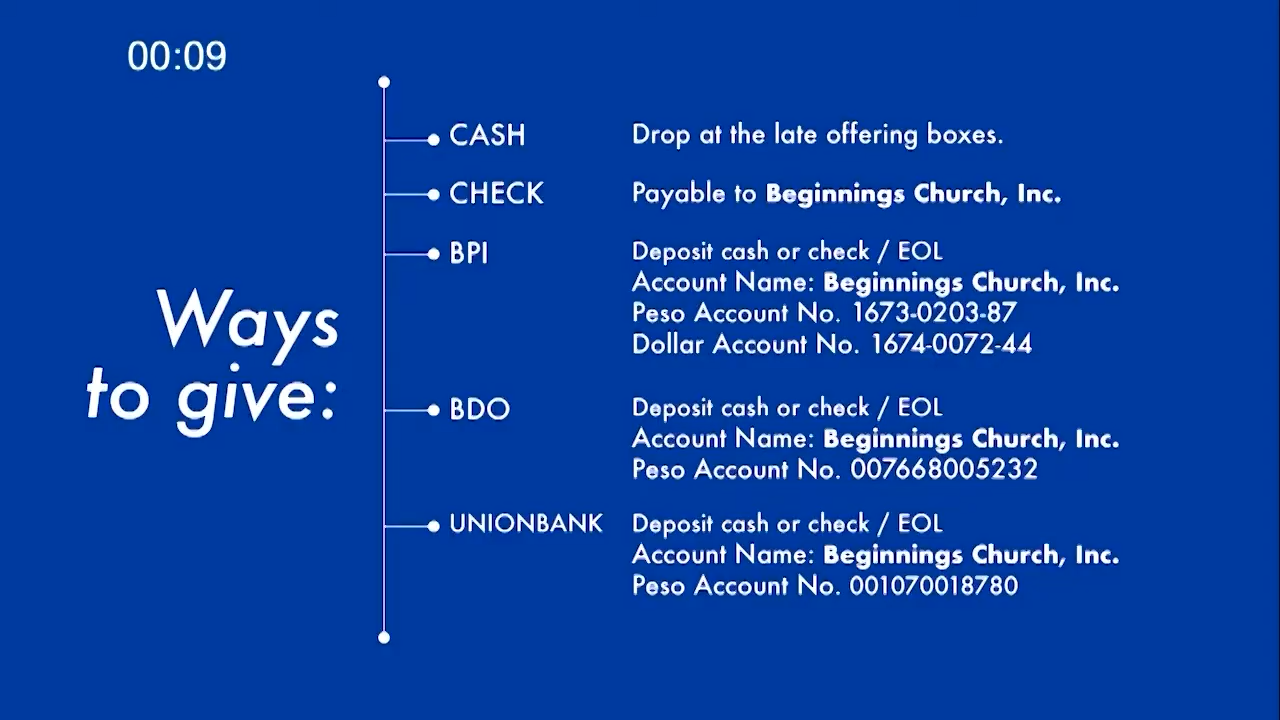 00:09
Ways
to give:
CASH Drop at the late offering boxes.
CHECK Payable to Beginnings Church, Inc.
BPI Deposit cash or check / EOL
Account Name: Beginnings Church, Inc.
Peso Account No. 1673-0203-87
Dollar Account No. 1674-0072-44
BDO Deposit cash or check / EOL
Account Name: Beginnings Church, Inc.
Peso Account No. 007668005232
UNIONBANK Deposit cash or check / EOL
Account Name: Beginnings Church, Inc.
Peso Account No. 001070018780